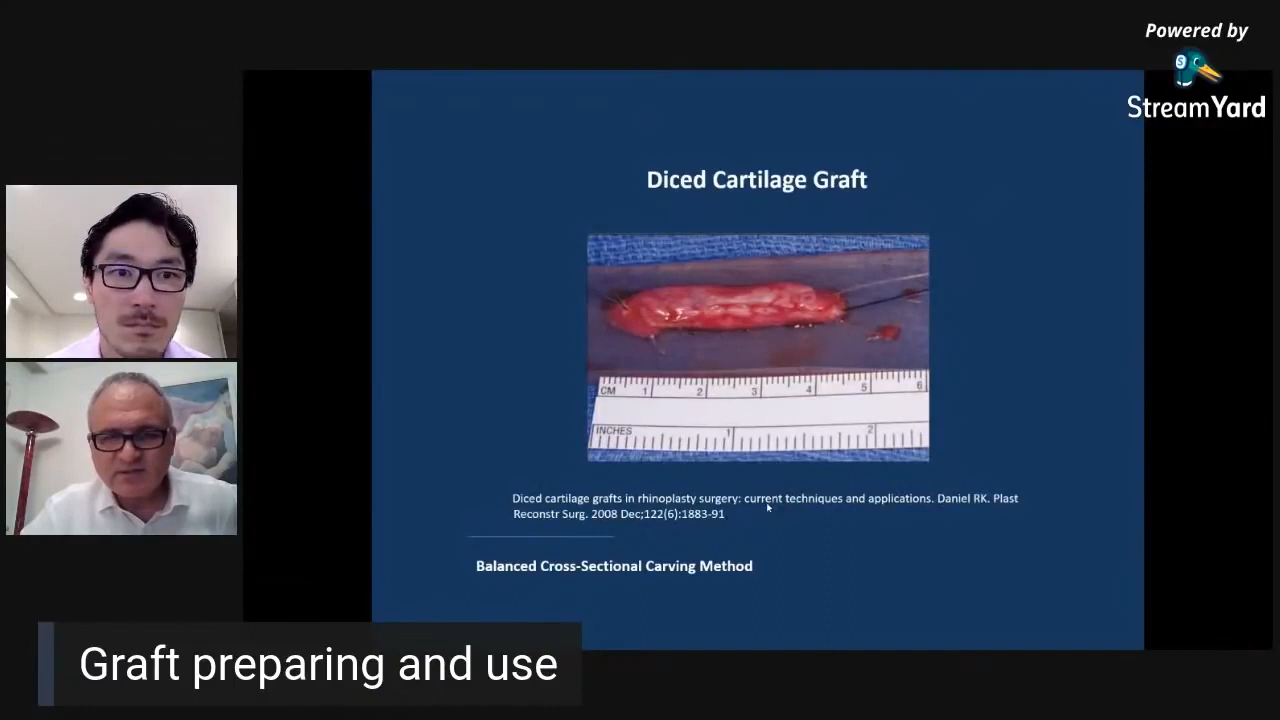 Powered by
StreamYard
Diced Cartilage Graft
CM 1 2 3 4 5 6
INCHES 1 2
Diced cartilage grafts in rhinoplasty surgery: current techniques and applications. Daniel RK. Plast
Reconstr Surg. 2008 Dec;122(6):1883-91
Balanced Cross-Sectional Carving Method
Graft preparing and use